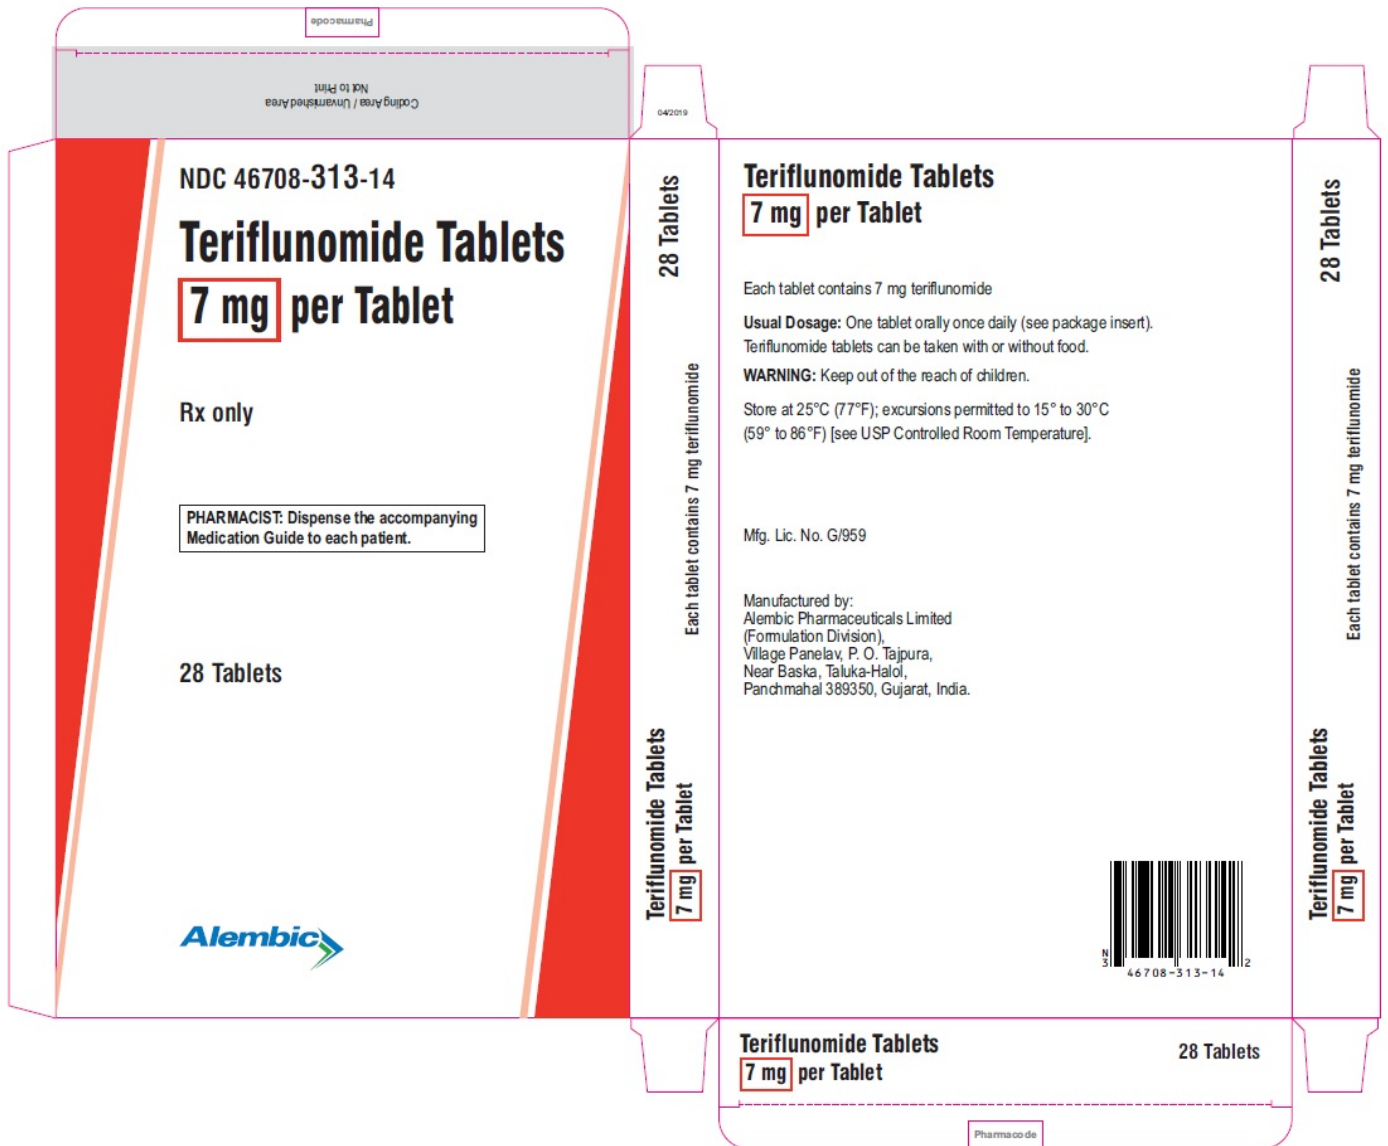 Pharmacode
Coding Area / Unvarnished Area
Not to Print
NDC 46708-313-14
Teriflunomide Tablets
7 mg per Tablet
Rx only
PHARMACIST: Dispense the accompanying
Medication Guide to each patient.
28 Tablets
Alembic
04/2019
28 Tablets
Each tablet contains 7 mg teriflunomide
Teriflunomide Tablets
7 mg per Tablet
Teriflunomide Tablets
7 mg per Tablet
Each tablet contains 7 mg teriflunomide
Usual Dosage: One tablet orally once daily (see package insert).
Teriflunomide tablets can be taken with or without food.
WARNING: Keep out of the reach of children.
Store at 25°C (77°F); excursions permitted to 15° to 30°C
(59° to 86°F) [see USP Controlled Room Temperature].
Mfg. Lic. No. G/959
Manufactured by:
Alembic Pharmaceuticals Limited
(Formulation Division),
Village Panelav, P. O. Tajpura,
Near Baska, Taluka-Halol,
Panchmahal 389350, Gujarat, India.
N
3 46708-313-14 2
28 Tablets
Each tablet contains 7 mg teriflunomide
Teriflunomide Tablets
7 mg per Tablet
Teriflunomide Tablets
7 mg per Tablet
28 Tablets
Pharmacode